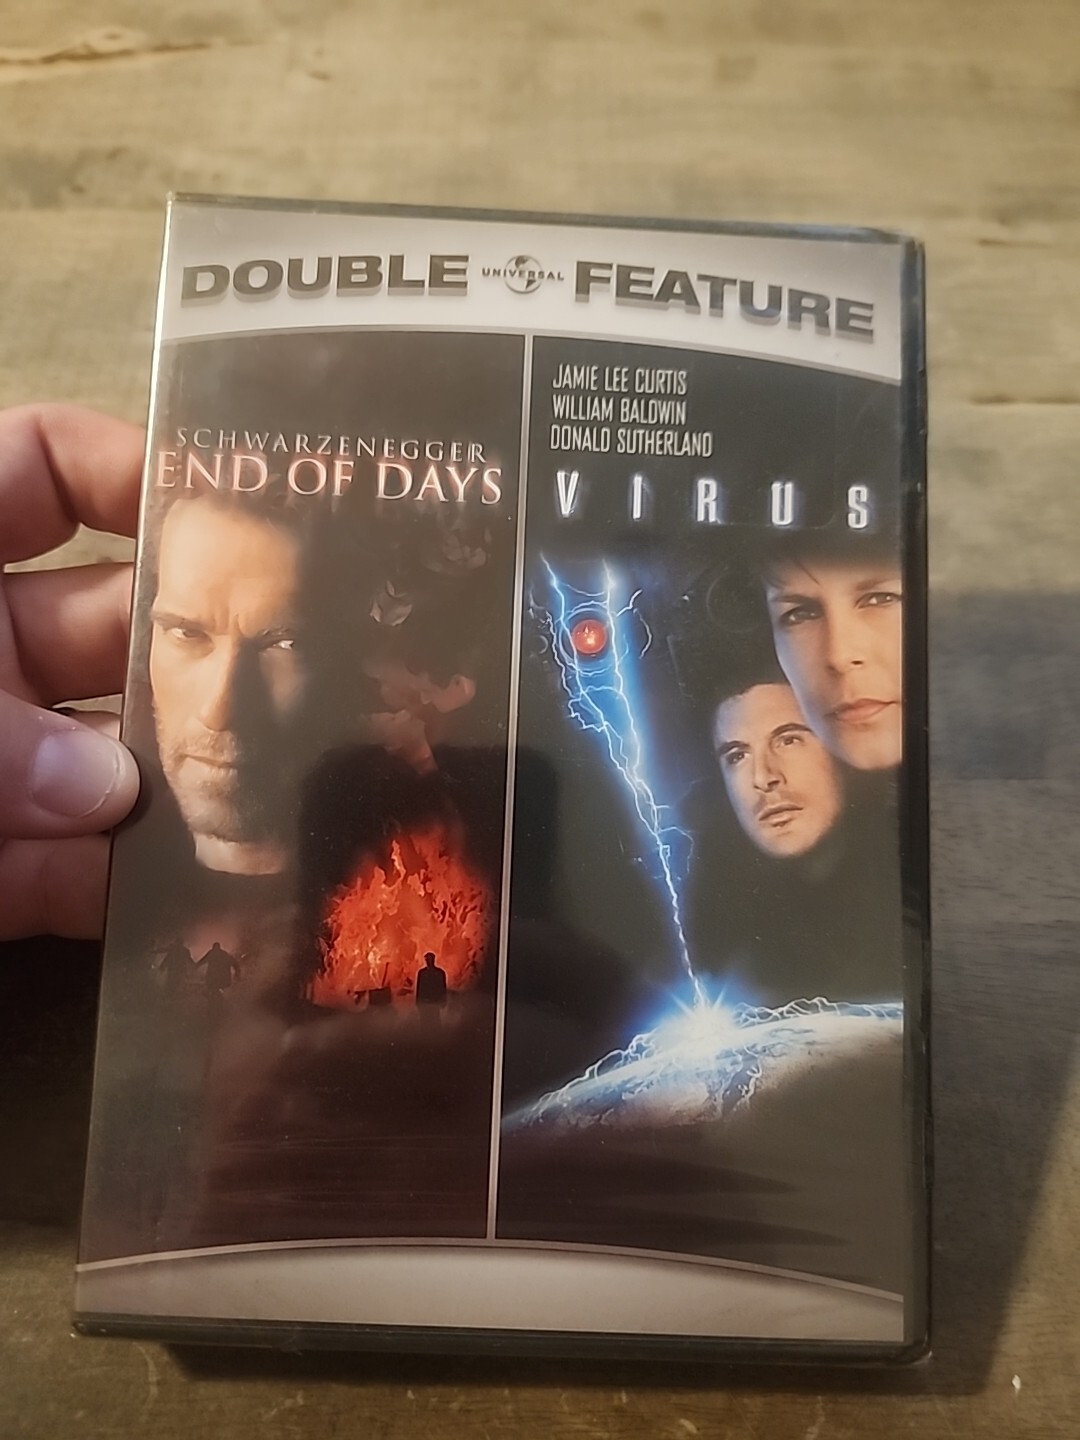 DOUBLE UNIVERSAL FEATURE
SCHWARZENEGGER
END OF DAYS
JAMIE LEE CURTIS
WILLIAM BALDWIN
DONALD SUTHERLAND
VIRUS